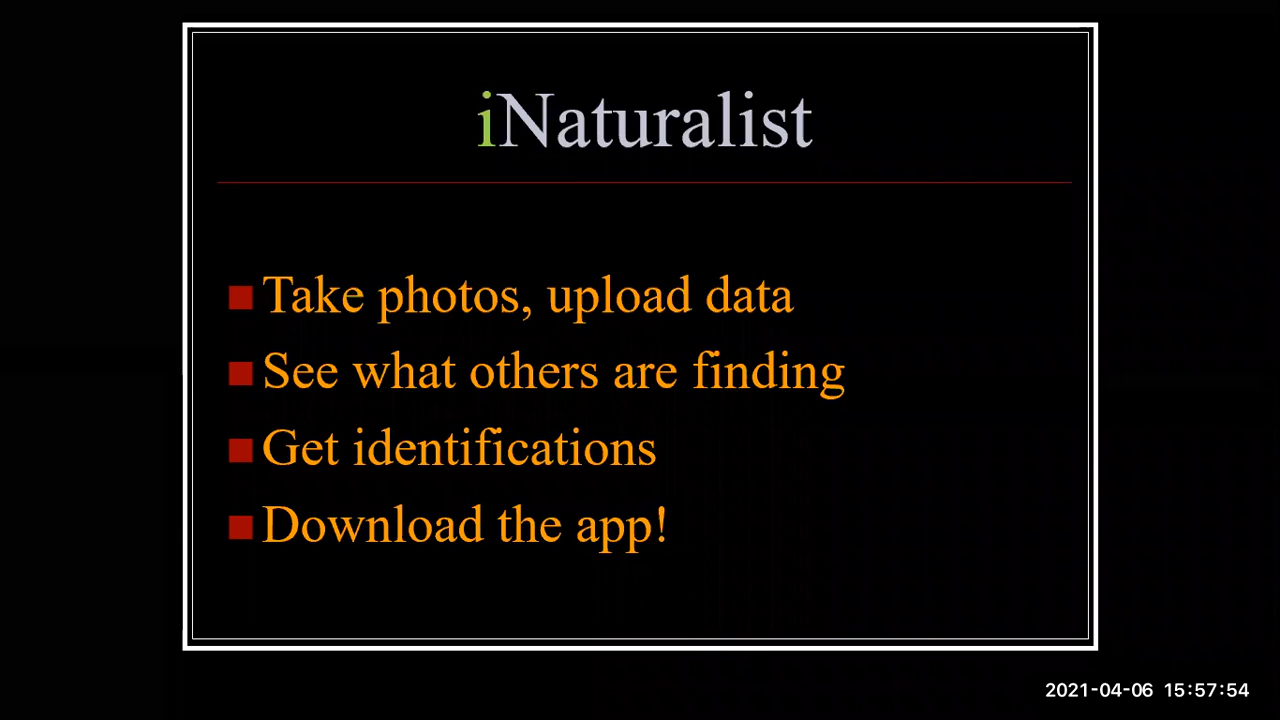 iNaturalist
Take photos, upload data
See what others are finding
Get identifications
Download the app!
2021-04-06 15:57:54